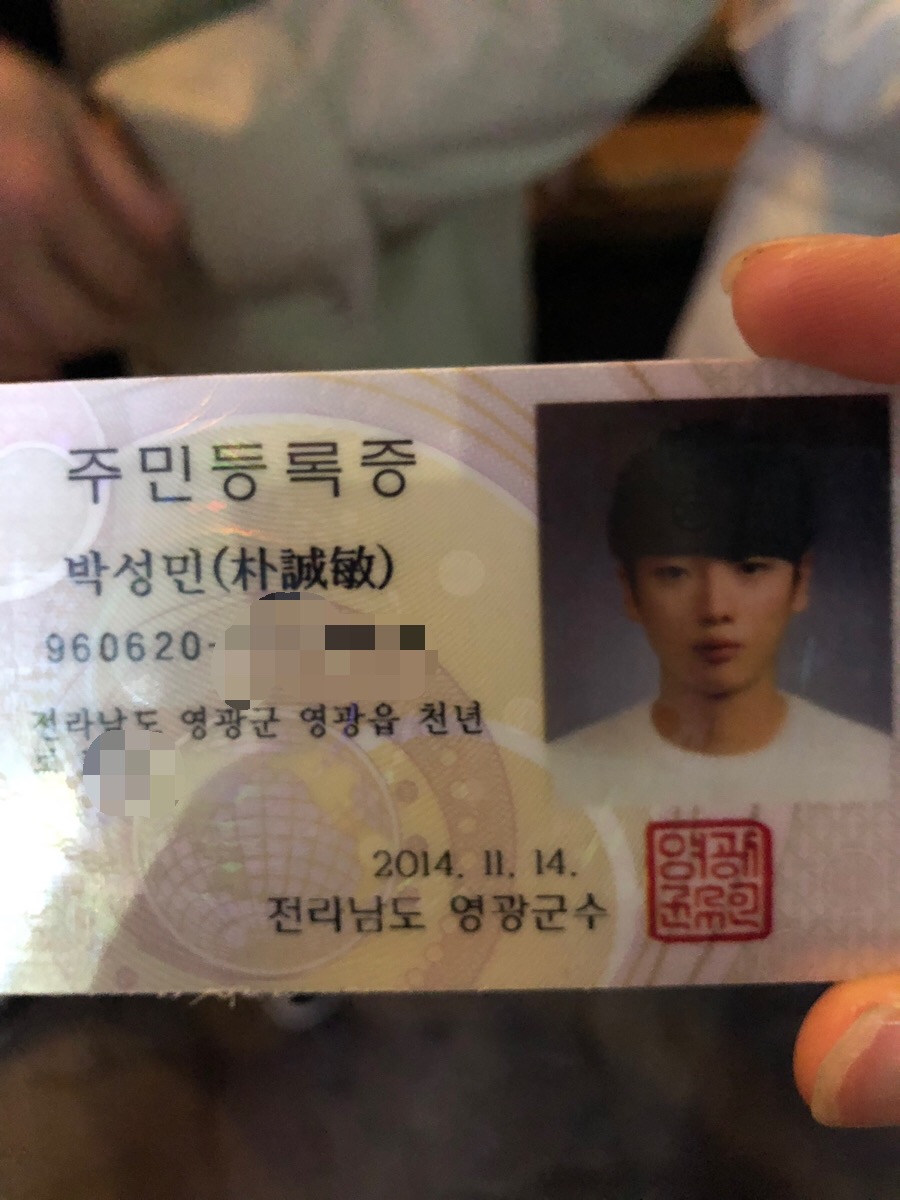 주민등록증
박성민(朴誠敏)
960620-
전라남도 영광군 영광읍 천년
2014. 11. 14.
전라남도 영광군수